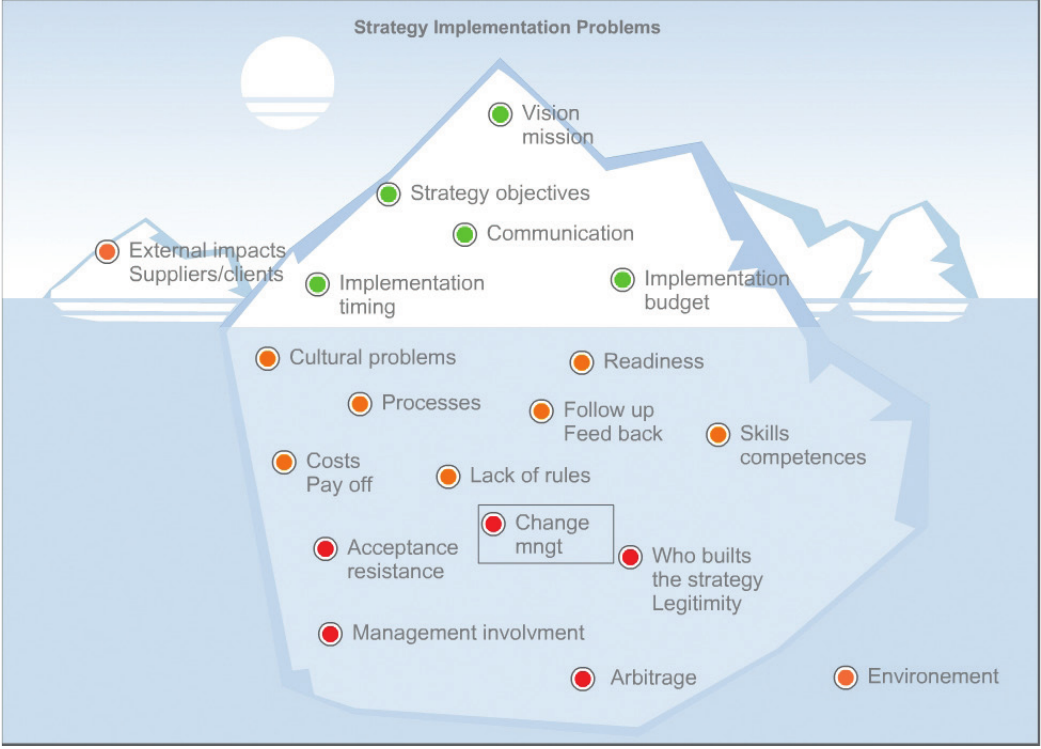 Strategy Implementation Problems
Vision
mission
Strategy objectives
Communication
External impacts
Suppliers/clients
Implementation
timing
Implementation
budget
Cultural problems
Readiness
Processes
Follow up
Feed back
Skills
competences
Costs
Pay off
Lack of rules
Change
mngt
Acceptance
resistance
Who builts
the strategy
Legitimity
Management involvment
Arbitrage
Environement